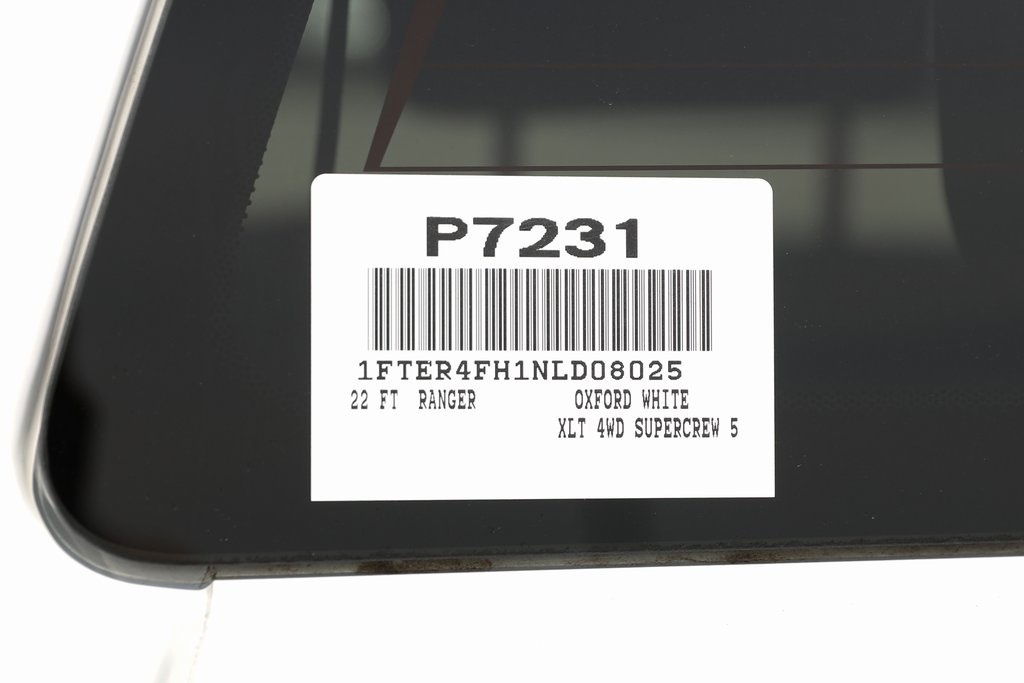 P7231
1FTER4FH1NLD08025
22 FT RANGER OXFORD WHITE
XLT 4WD SUPERCREW 5